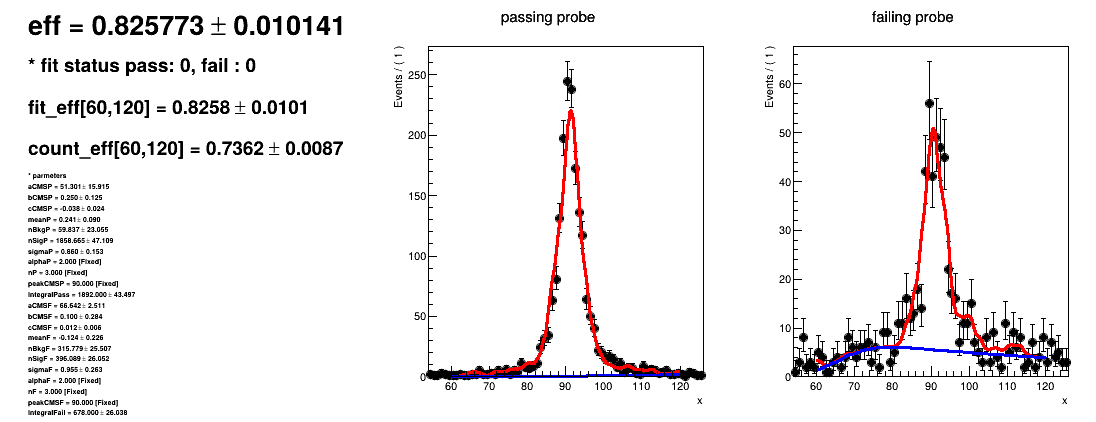 eff = 0.825773 ± 0.010141
* fit status pass: 0, fail : 0
fit_eff[60,120] = 0.8258 ± 0.0101
count_eff[60,120] = 0.7362 ± 0.0087
* parmeters
aCMSP = 51.301± 15.915
bCMSP = 0.250± 0.125
cCMSP = -0.038± 0.024
meanP = 0.241± 0.090
nBkgP = 59.837± 23.055
nSigP = 1858.665± 47.109
sigmaP = 0.860± 0.153
alphaP = 2.000 [Fixed]
nP = 3.000 [Fixed]
peakCMSP = 90.000 [Fixed]
IntegralPass = 1892.000± 43.497
aCMSF = 66.642± 2.511
bCMSF = 0.100± 0.284
cCMSF = 0.012± 0.006
meanF = -0.124± 0.226
nBkgF = 315.779± 25.507
nSigF = 396.089± 26.052
sigmaF = 0.955± 0.263
alphaF = 2.000 [Fixed]
nF = 3.000 [Fixed]
peakCMSF = 90.000 [Fixed]
IntegralFail = 678.000± 26.038
passing probe
Events / ( 1 )
250
200
150
100
50
0
60 70 80 90 100 110 120
x
failing probe
Events / ( 1 )
60
50
40
30
20
10
0
60 70 80 90 100 110 120
x